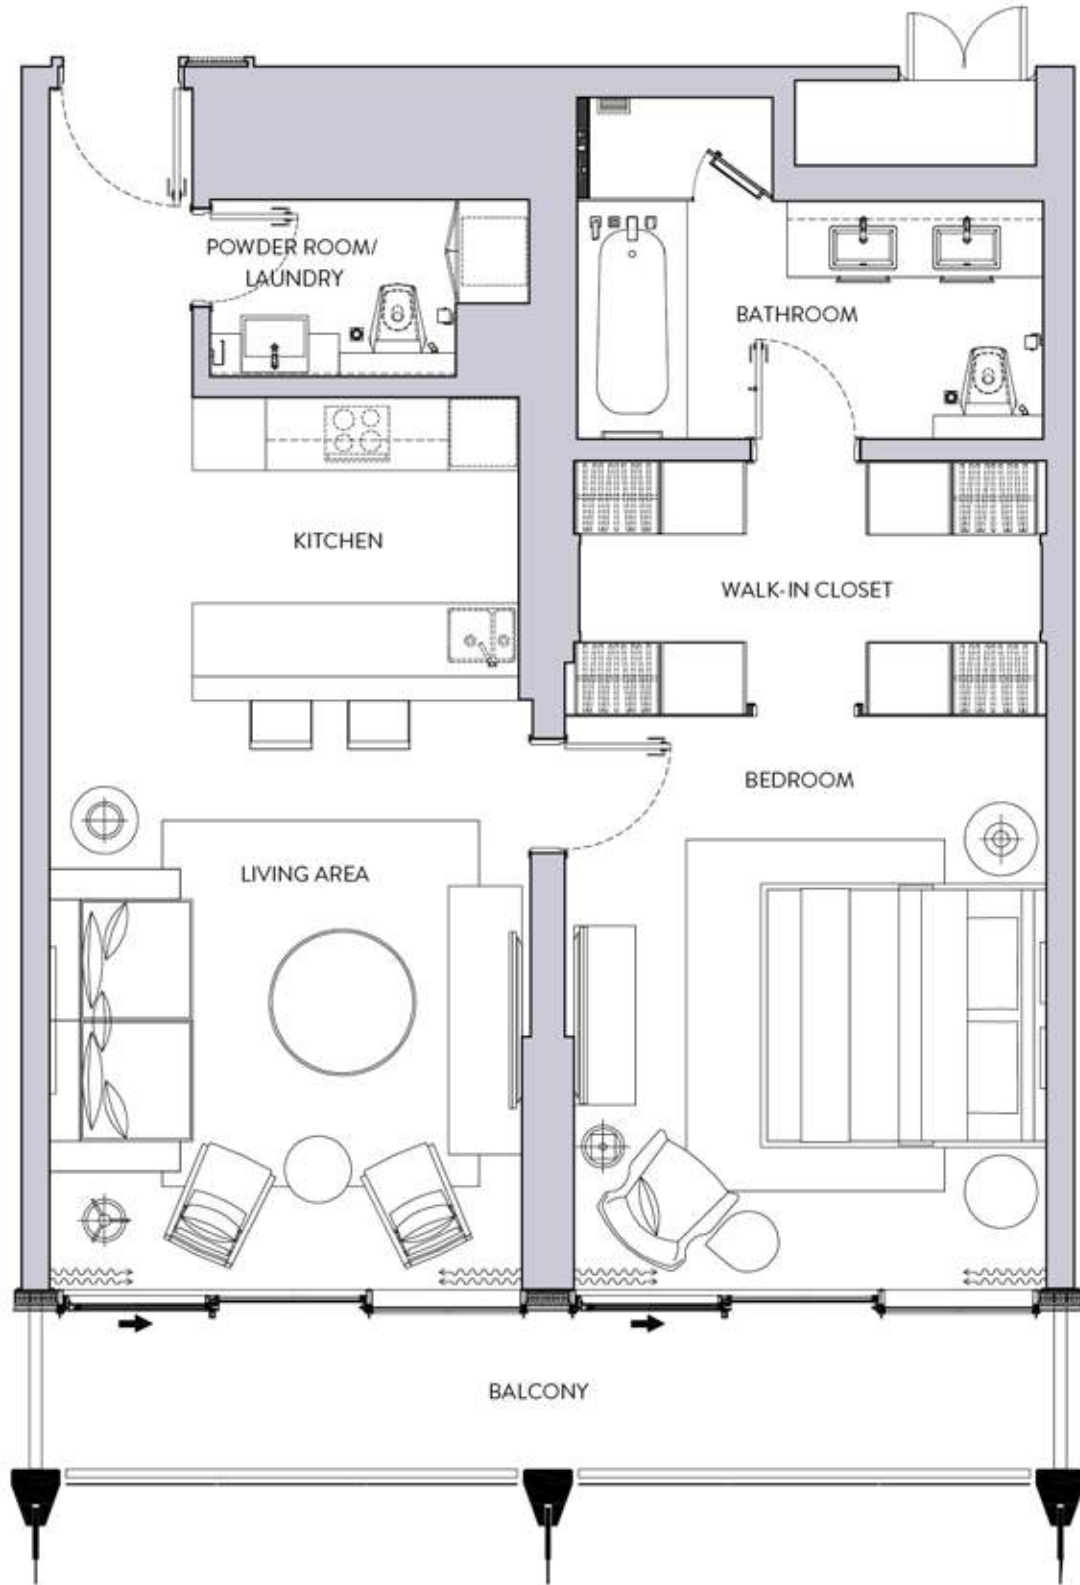 POWDER ROOM/
LAUNDRY
BATHROOM
KITCHEN
WALK-IN CLOSET
BEDROOM
LIVING AREA
BALCONY